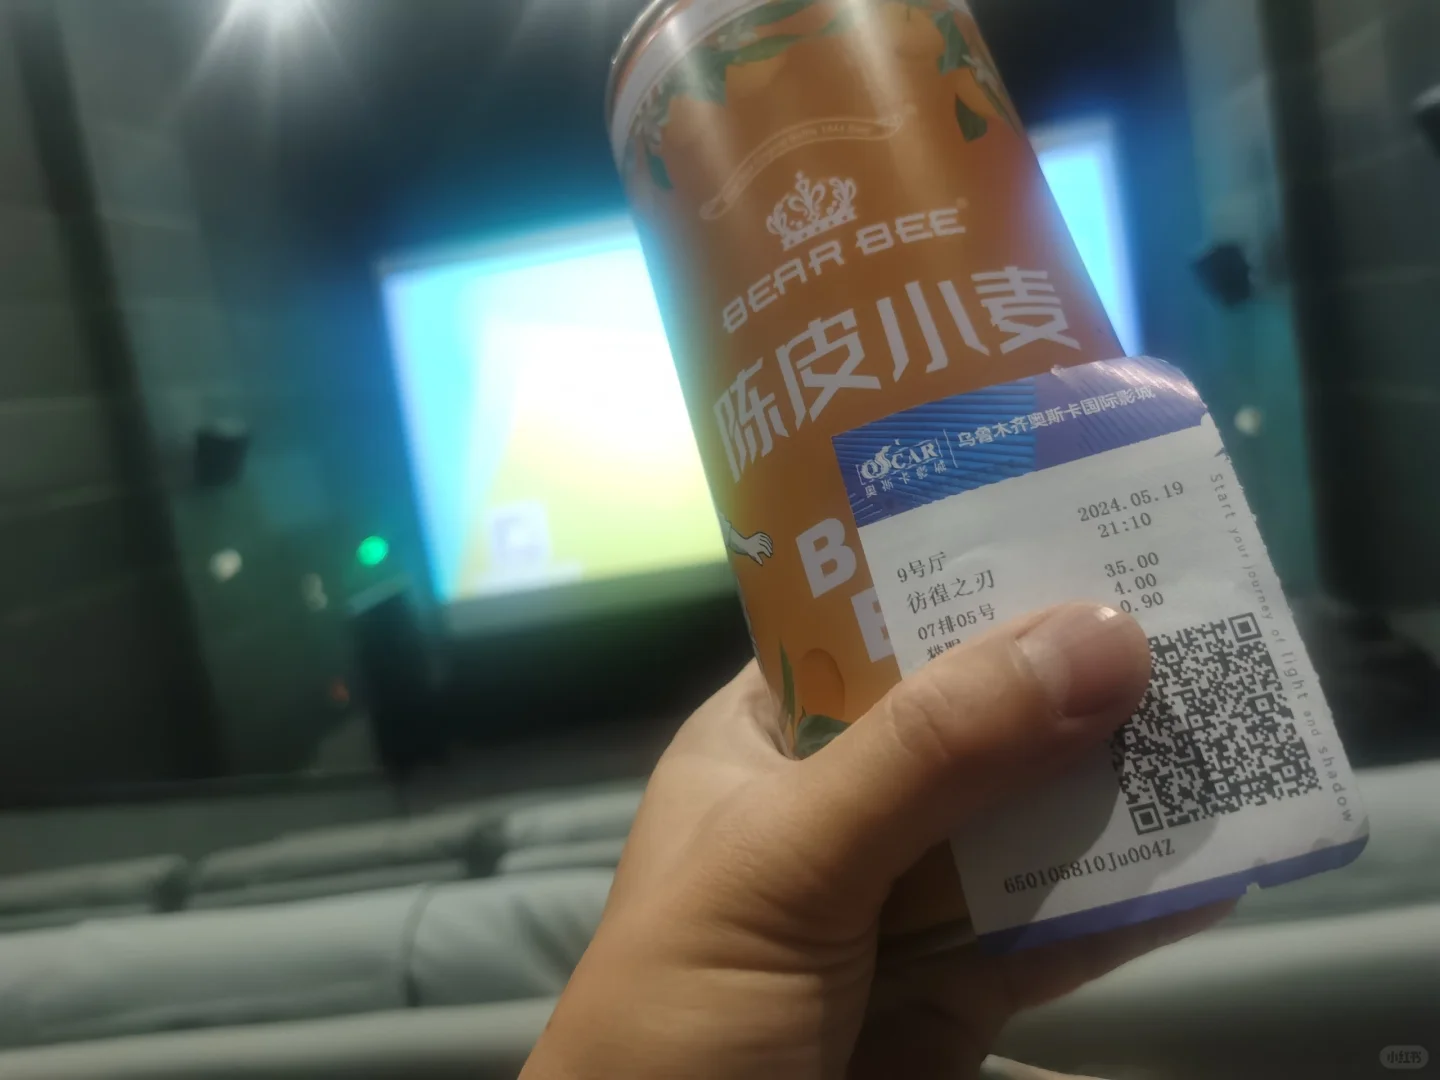 BEAR BEE
陈皮小麦
B
E
OSCAR
奥斯卡影城
乌鲁木齐奥斯卡国际影城
2024.05.19
21:10
9号厅
彷徨之刃
07排05号
猫眼
35.00
4.00
0.90
650105810Ju004Z
Start your journey of light and shadow
小红书